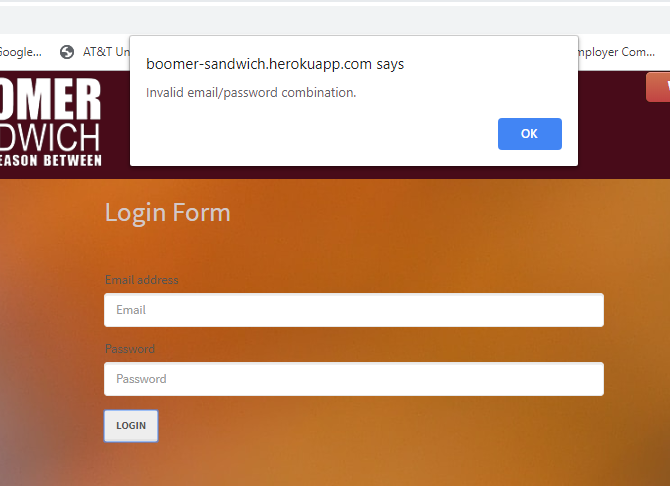 Google...
AT&T Un
mployer Com...
boomer-sandwich.herokuapp.com says
Invalid email/password combination.
OK
OMER
DWICH
EASON BETWEEN
Login Form
Email address
Email
Password
Password
LOGIN